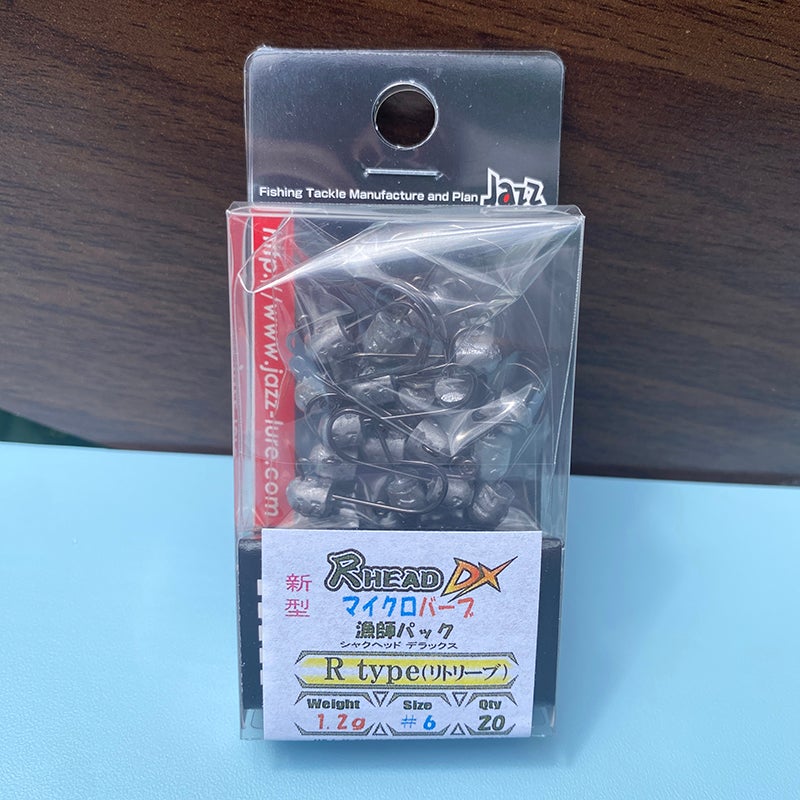 Fishing Tackle Manufacture and Plan Jazz
http://www.jazz-lure.com
新型
RHEAD DX
マイクロバーブ
漁師パック
シャクヘッド デラックス
R type(リトリーブ)
Weight Size Qty
1.2g #6 20